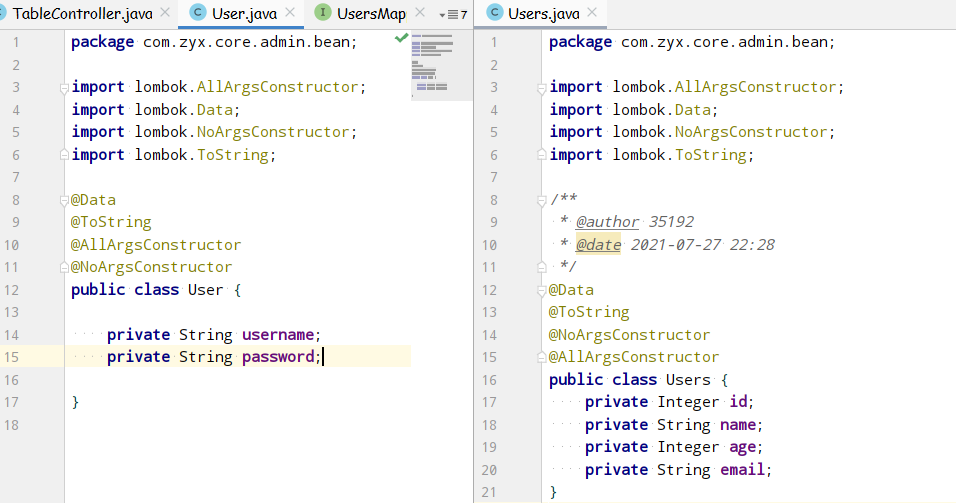 TableController.java
User.java
UsersMap
7
1 package com.zyx.core.admin.bean;
2
3 import lombok.AllArgsConstructor;
4 import lombok.Data;
5 import lombok.NoArgsConstructor;
6 import lombok.ToString;
7
8 @Data
9 @ToString
10 @AllArgsConstructor
11 @NoArgsConstructor
12 public class User {
13
14 private String username;
15 private String password;
16
17 }
18
Users.java
1 package com.zyx.core.admin.bean;
2
3 import lombok.AllArgsConstructor;
4 import lombok.Data;
5 import lombok.NoArgsConstructor;
6 import lombok.ToString;
7
8 /**
9 * @author 35192
10 * @date 2021-07-27 22:28
11 */
12 @Data
13 @ToString
14 @NoArgsConstructor
15 @AllArgsConstructor
16 public class Users {
17 private Integer id;
18 private String name;
19 private Integer age;
20 private String email;
21 }